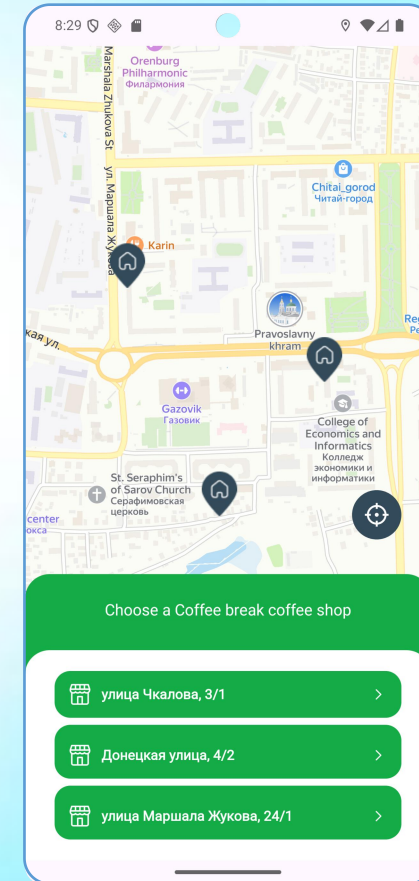 8:29
Orenburg
Philharmonic
Филармония
Marshala Zhukova St
ул. Маршала Жукова
Chitai_gorod
Читай-город
Karin
кая ул.
Pravoslavny
khram
Re
Ре
Gazovik
Газовик
College of
Economics and
Informatics
Колледж
экономики и
информатики
St. Seraphim's
of Sarov Church
Серафимовская
церковь
center
окса
Choose a Coffee break coffee shop
улица Чкалова, 3/1
Донецкая улица, 4/2
улица Маршала Жукова, 24/1